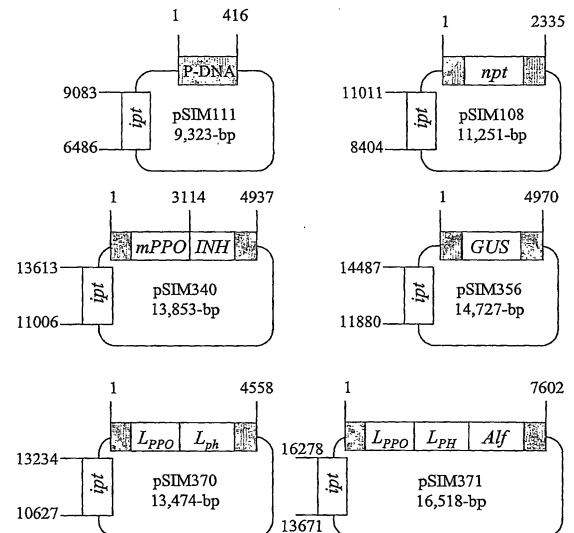 1 416
P-DNA
9083
ipt
6486
pSIM111
9,323-bp
1 2335
npt
11011
ipt
8404
pSIM108
11,251-bp
1 3114 4937
mPPO INH
13613
ipt
11006
pSIM340
13,853-bp
1 4970
GUS
14487
ipt
11880
pSIM356
14,727-bp
1 4558
LPPO Lph
13234
ipt
10627
pSIM370
13,474-bp
1 7602
LPPO LPH Alf
16278
ipt
13671
pSIM371
16,518-bp